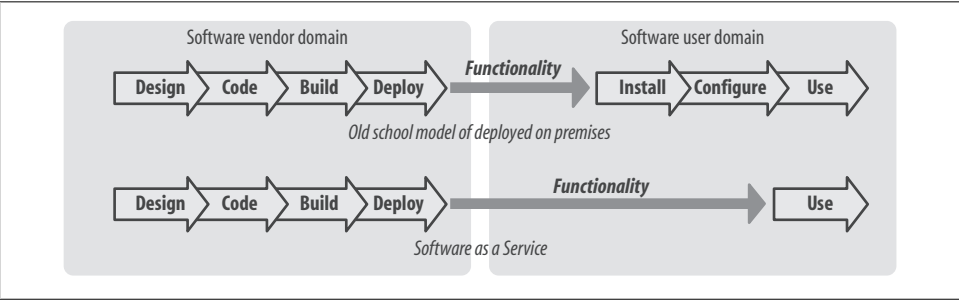 Software vendor domain
Software user domain
Functionality
Design Code Build Deploy
Install Configure Use
Old school model of deployed on premises
Functionality
Design Code Build Deploy
Use
Software as a Service